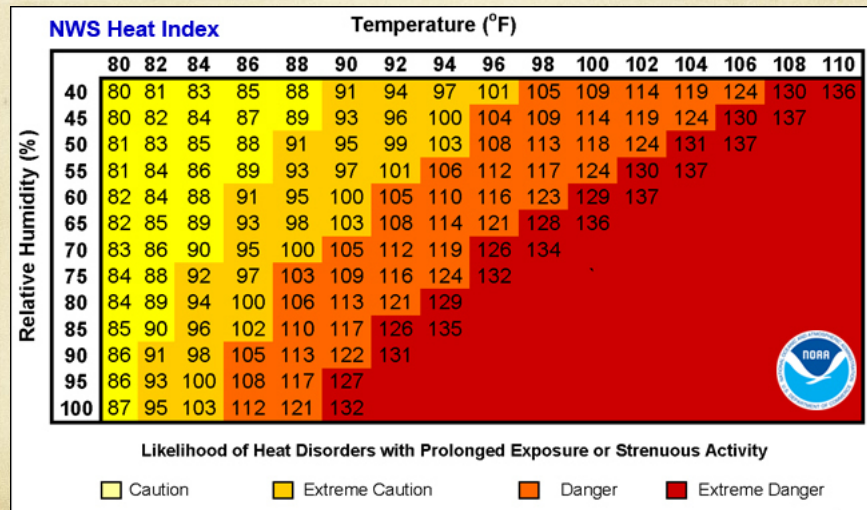 NWS Heat Index
Temperature (°F)
80 82 84 86 88 90 92 94 96 98 100 102 104 106 108 110
Relative Humidity (%)
40 80 81 83 85 88 91 94 97 101 105 109 114 119 124 130 136
45 80 82 84 87 89 93 96 100 104 109 114 119 124 130 137
50 81 83 85 88 91 95 99 103 108 113 118 124 131 137
55 81 84 86 89 93 97 101 106 112 117 124 130 137
60 82 84 88 91 95 100 105 110 116 123 129 137
65 82 85 89 93 98 103 108 114 121 128 136
70 83 86 90 95 100 105 112 119 126 134
75 84 88 92 97 103 109 116 124 132
80 84 89 94 100 106 113 121 129
85 85 90 96 102 110 117 126 135
90 86 91 98 105 113 122 131
95 86 93 100 108 117 127
100 87 95 103 112 121 132
NOAA
Likelihood of Heat Disorders with Prolonged Exposure or Strenuous Activity
Caution
Extreme Caution
Danger
Extreme Danger